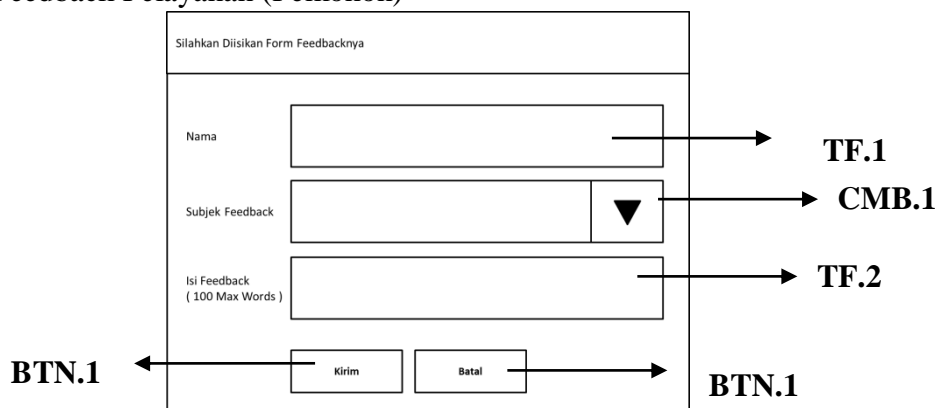 Feedback Pelayanan (Pemohon)
Silahkan Diisikan Form Feedbacknya
Nama
TF.1
Subjek Feedback
CMB.1
Isi Feedback
( 100 Max Words )
TF.2
BTN.1
Kirim
Batal
BTN.1